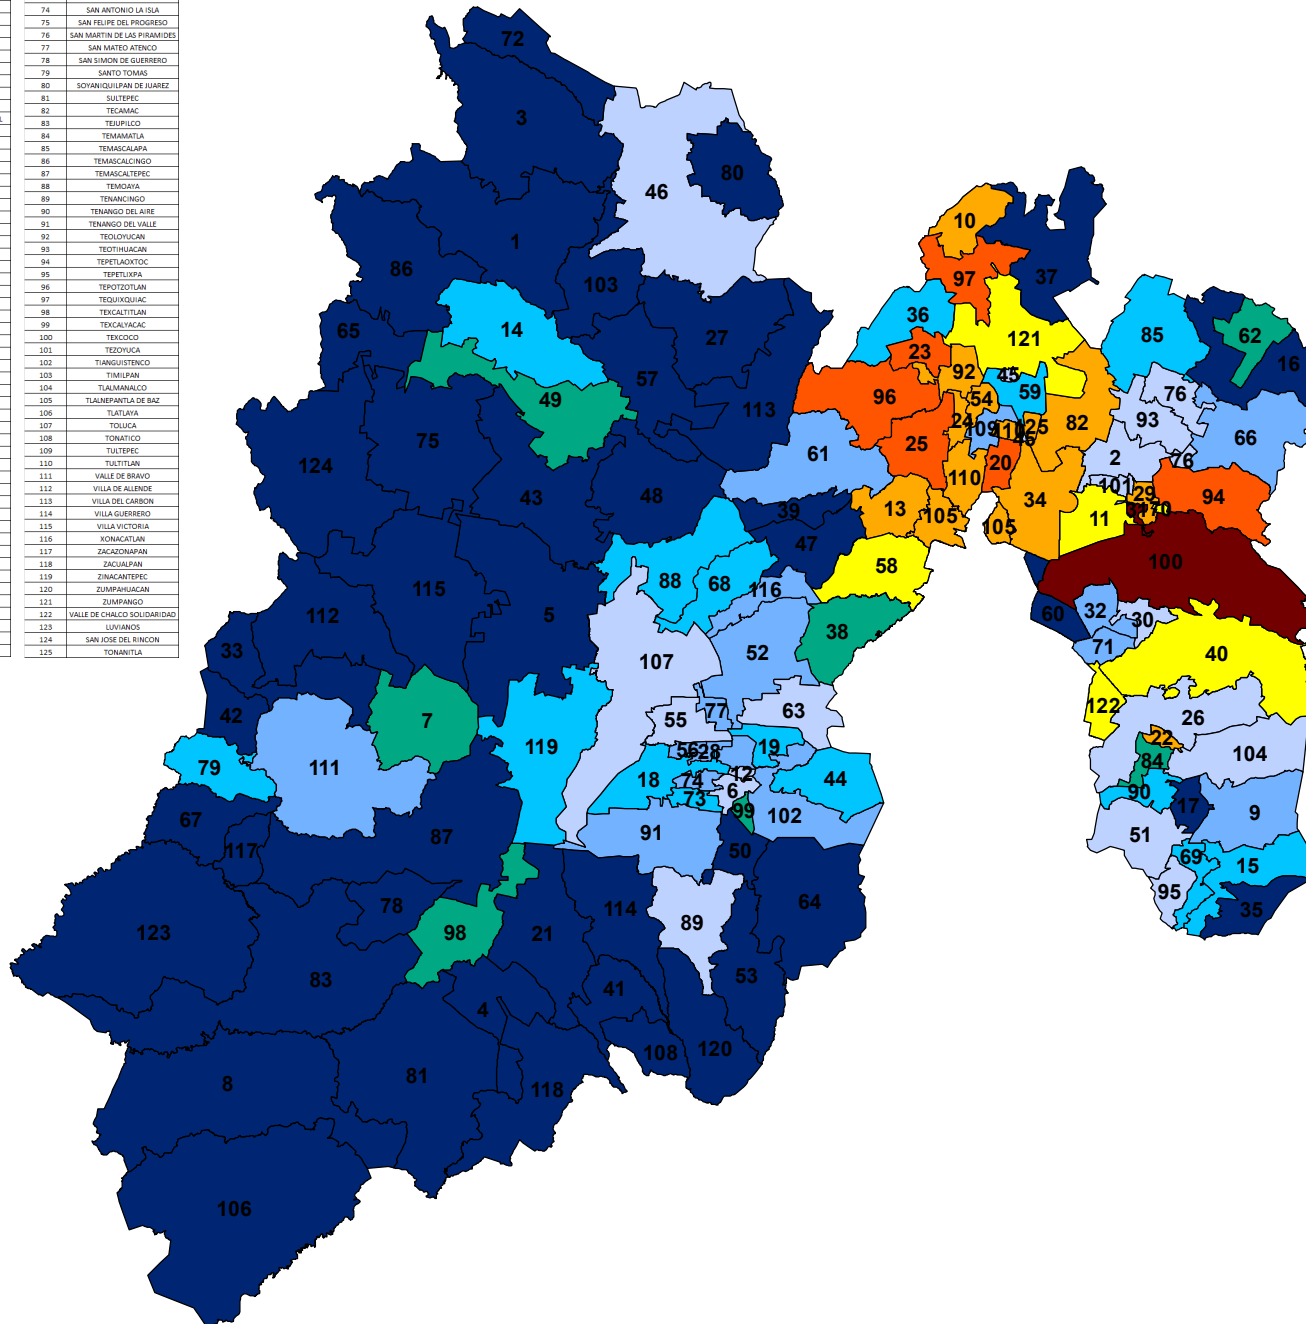 74 SAN ANTONIO LA ISLA
75 SAN FELIPE DEL PROGRESO
76 SAN MARTIN DE LAS PIRAMIDES
77 SAN MATEO ATENCO
78 SAN SIMON DE GUERRERO
79 SANTO TOMAS
80 SOYANIQUILPAN DE JUAREZ
81 SULTEPEC
82 TECAMAC
83 TEJUPILCO
84 TEMAMATLA
85 TEMASCALAPA
86 TEMASCALCINGO
87 TEMASCALTEPEC
88 TEMOAYA
89 TENANCINGO
90 TENANGO DEL AIRE
91 TENANGO DEL VALLE
92 TEOLOYUCAN
93 TEOTIHUACAN
94 TEPETLAOXTOC
95 TEPETLIXPA
96 TEPOTZOTLAN
97 TEQUIXQUIAC
98 TEXCALTITLAN
99 TEXCALYACAC
100 TEXCOCO
101 TEZOYUCA
102 TIANGUISTENCO
103 TIMILPAN
104 TLALMANALCO
105 TLALNEPANTLA DE BAZ
106 TLATLAYA
107 TOLUCA
108 TONATICO
109 TULTEPEC
110 TULTITLAN
111 VALLE DE BRAVO
112 VILLA DE ALLENDE
113 VILLA DEL CARBON
114 VILLA GUERRERO
115 VILLA VICTORIA
116 XONACATLAN
117 ZACAZONAPAN
118 ZACUALPAN
119 ZINACANTEPEC
120 ZUMPAHUACAN
121 ZUMPANGO
122 VALLE DE CHALCO SOLIDARIDAD
123 LUVIANOS
124 SAN JOSE DEL RINCON
125 TONANITLA
72
3
80
46
10
1
86
103
37
97
36
14
65
27
121
85
62
16
23
57
92
45
59
76
96
49
54
113
24
109
125
82
93
66
75
25
61
2
76
124
20
110
101
43
48
29
94
34
39
13
105
105
11
70
47
100
58
88
68
115
116
32
60
112
5
30
38
71
33
52
40
107
122
77
63
42
55
26
7
22
119
56
28
19
104
84
111
79
12
18
74
44
6
90
73
17
99
9
102
67
91
51
87
117
50
69
15
95
64
78
114
35
89
123
98
21
53
83
41
4
120
108
81
8
118
106